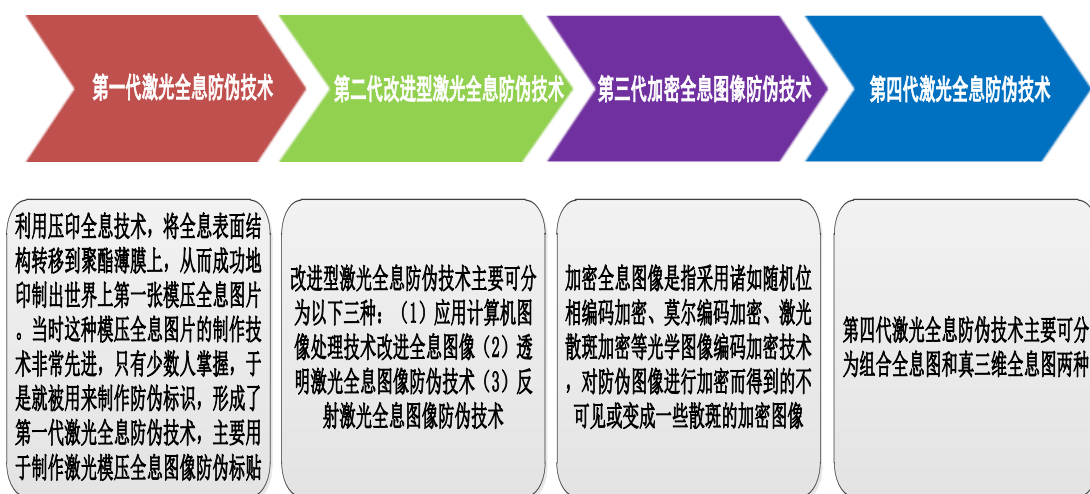 第一代激光全息防伪技术
第二代改进型激光全息防伪技术
第三代加密全息图像防伪技术
第四代激光全息防伪技术
利用压印全息技术，将全息表面结
构转移到聚酯薄膜上，从而成功地
印制出世界上第一张模压全息图片
。当时这种模压全息图片的制作技
术非常先进，只有少数人掌握，于
是就被用来制作防伪标识，形成了
第一代激光全息防伪技术，主要用
于制作激光模压全息图像防伪标贴
改进型激光全息防伪技术主要可分
为以下三种：（1）应用计算机图
像处理技术改进全息图像（2）透
明激光全息图像防伪技术（3）反
射激光全息图像防伪技术
加密全息图像是指采用诸如随机位
相编码加密、莫尔编码加密、激光
散斑加密等光学图像编码加密技术
，对防伪图像进行加密而得到的不
可见或变成一些散斑的加密图像
第四代激光全息防伪技术主要可分
为组合全息图和真三维全息图两种